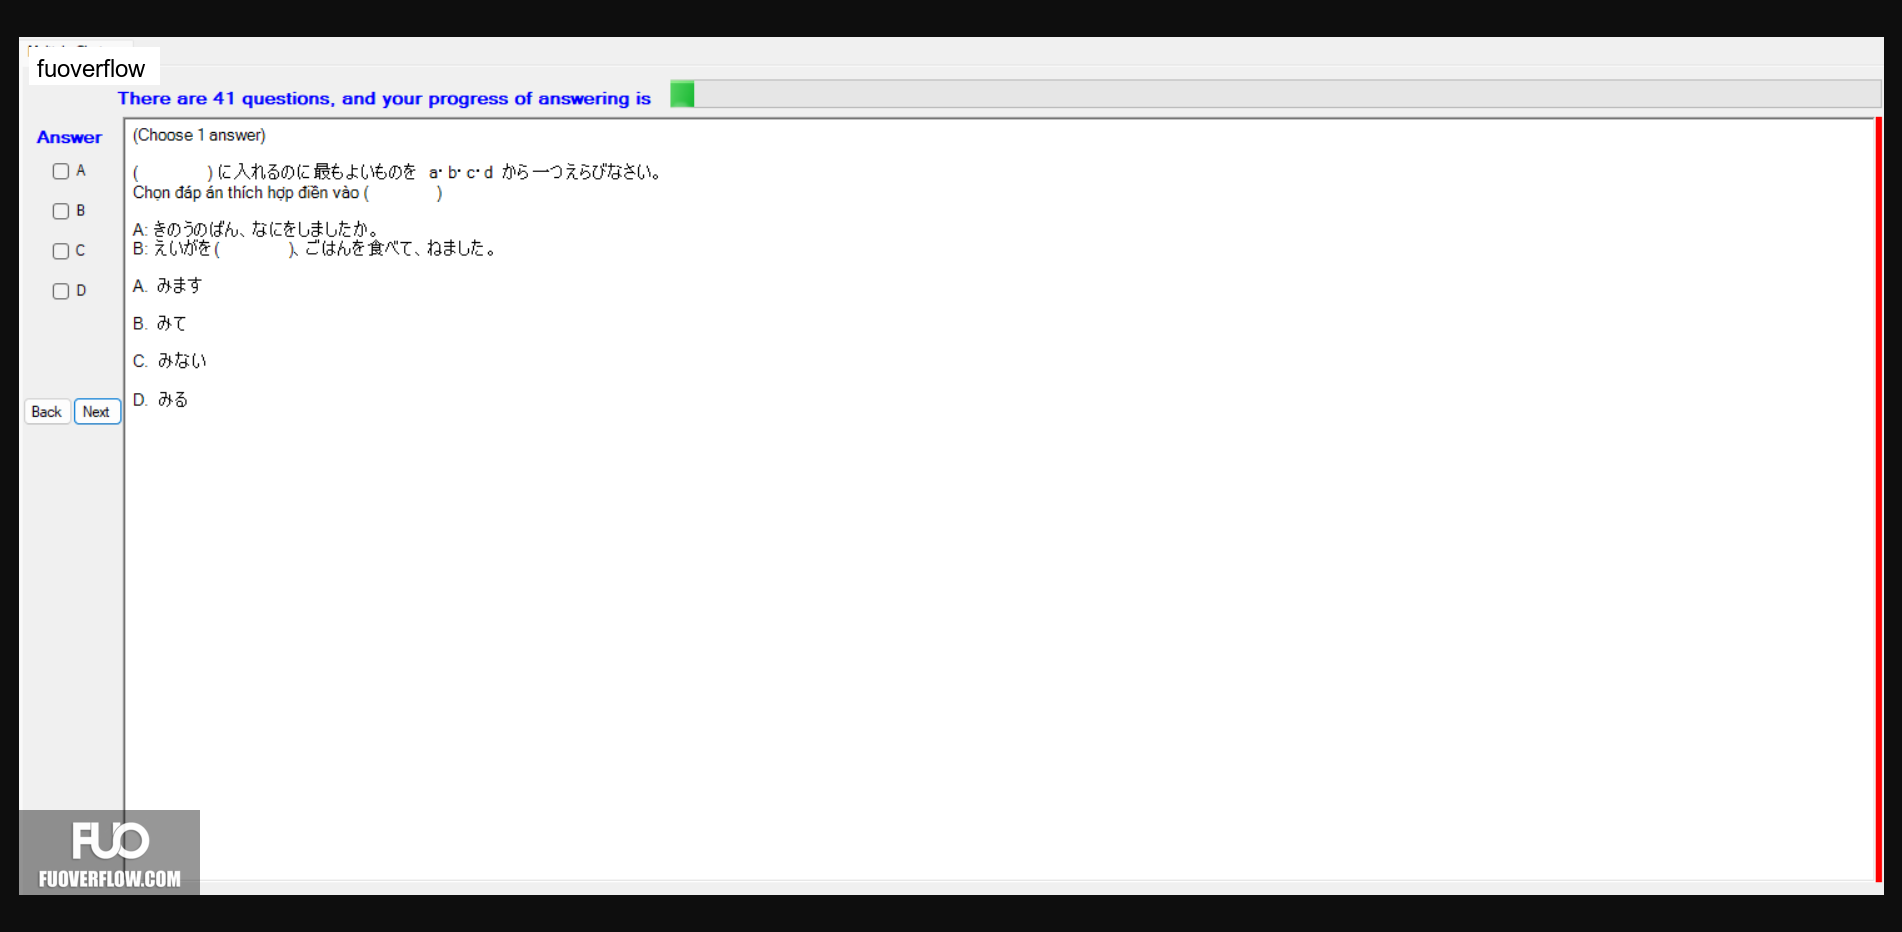 fuoverflow
There are 41 questions, and your progress of answering is
Answer
A
B
C
D
Back
Next
(Choose 1 answer)
( ) に入れるのに最もよいものを a・b・c・d から一つえらびなさい。
Chọn đáp án thích hợp điền vào ( )
A: きのうのばん、なにをしましたか。
B: えいがを( )、ごはんを食べて、ねました。
A. みます
B. みて
C. みない
D. みる
FUO
FUOVERFLOW.COM